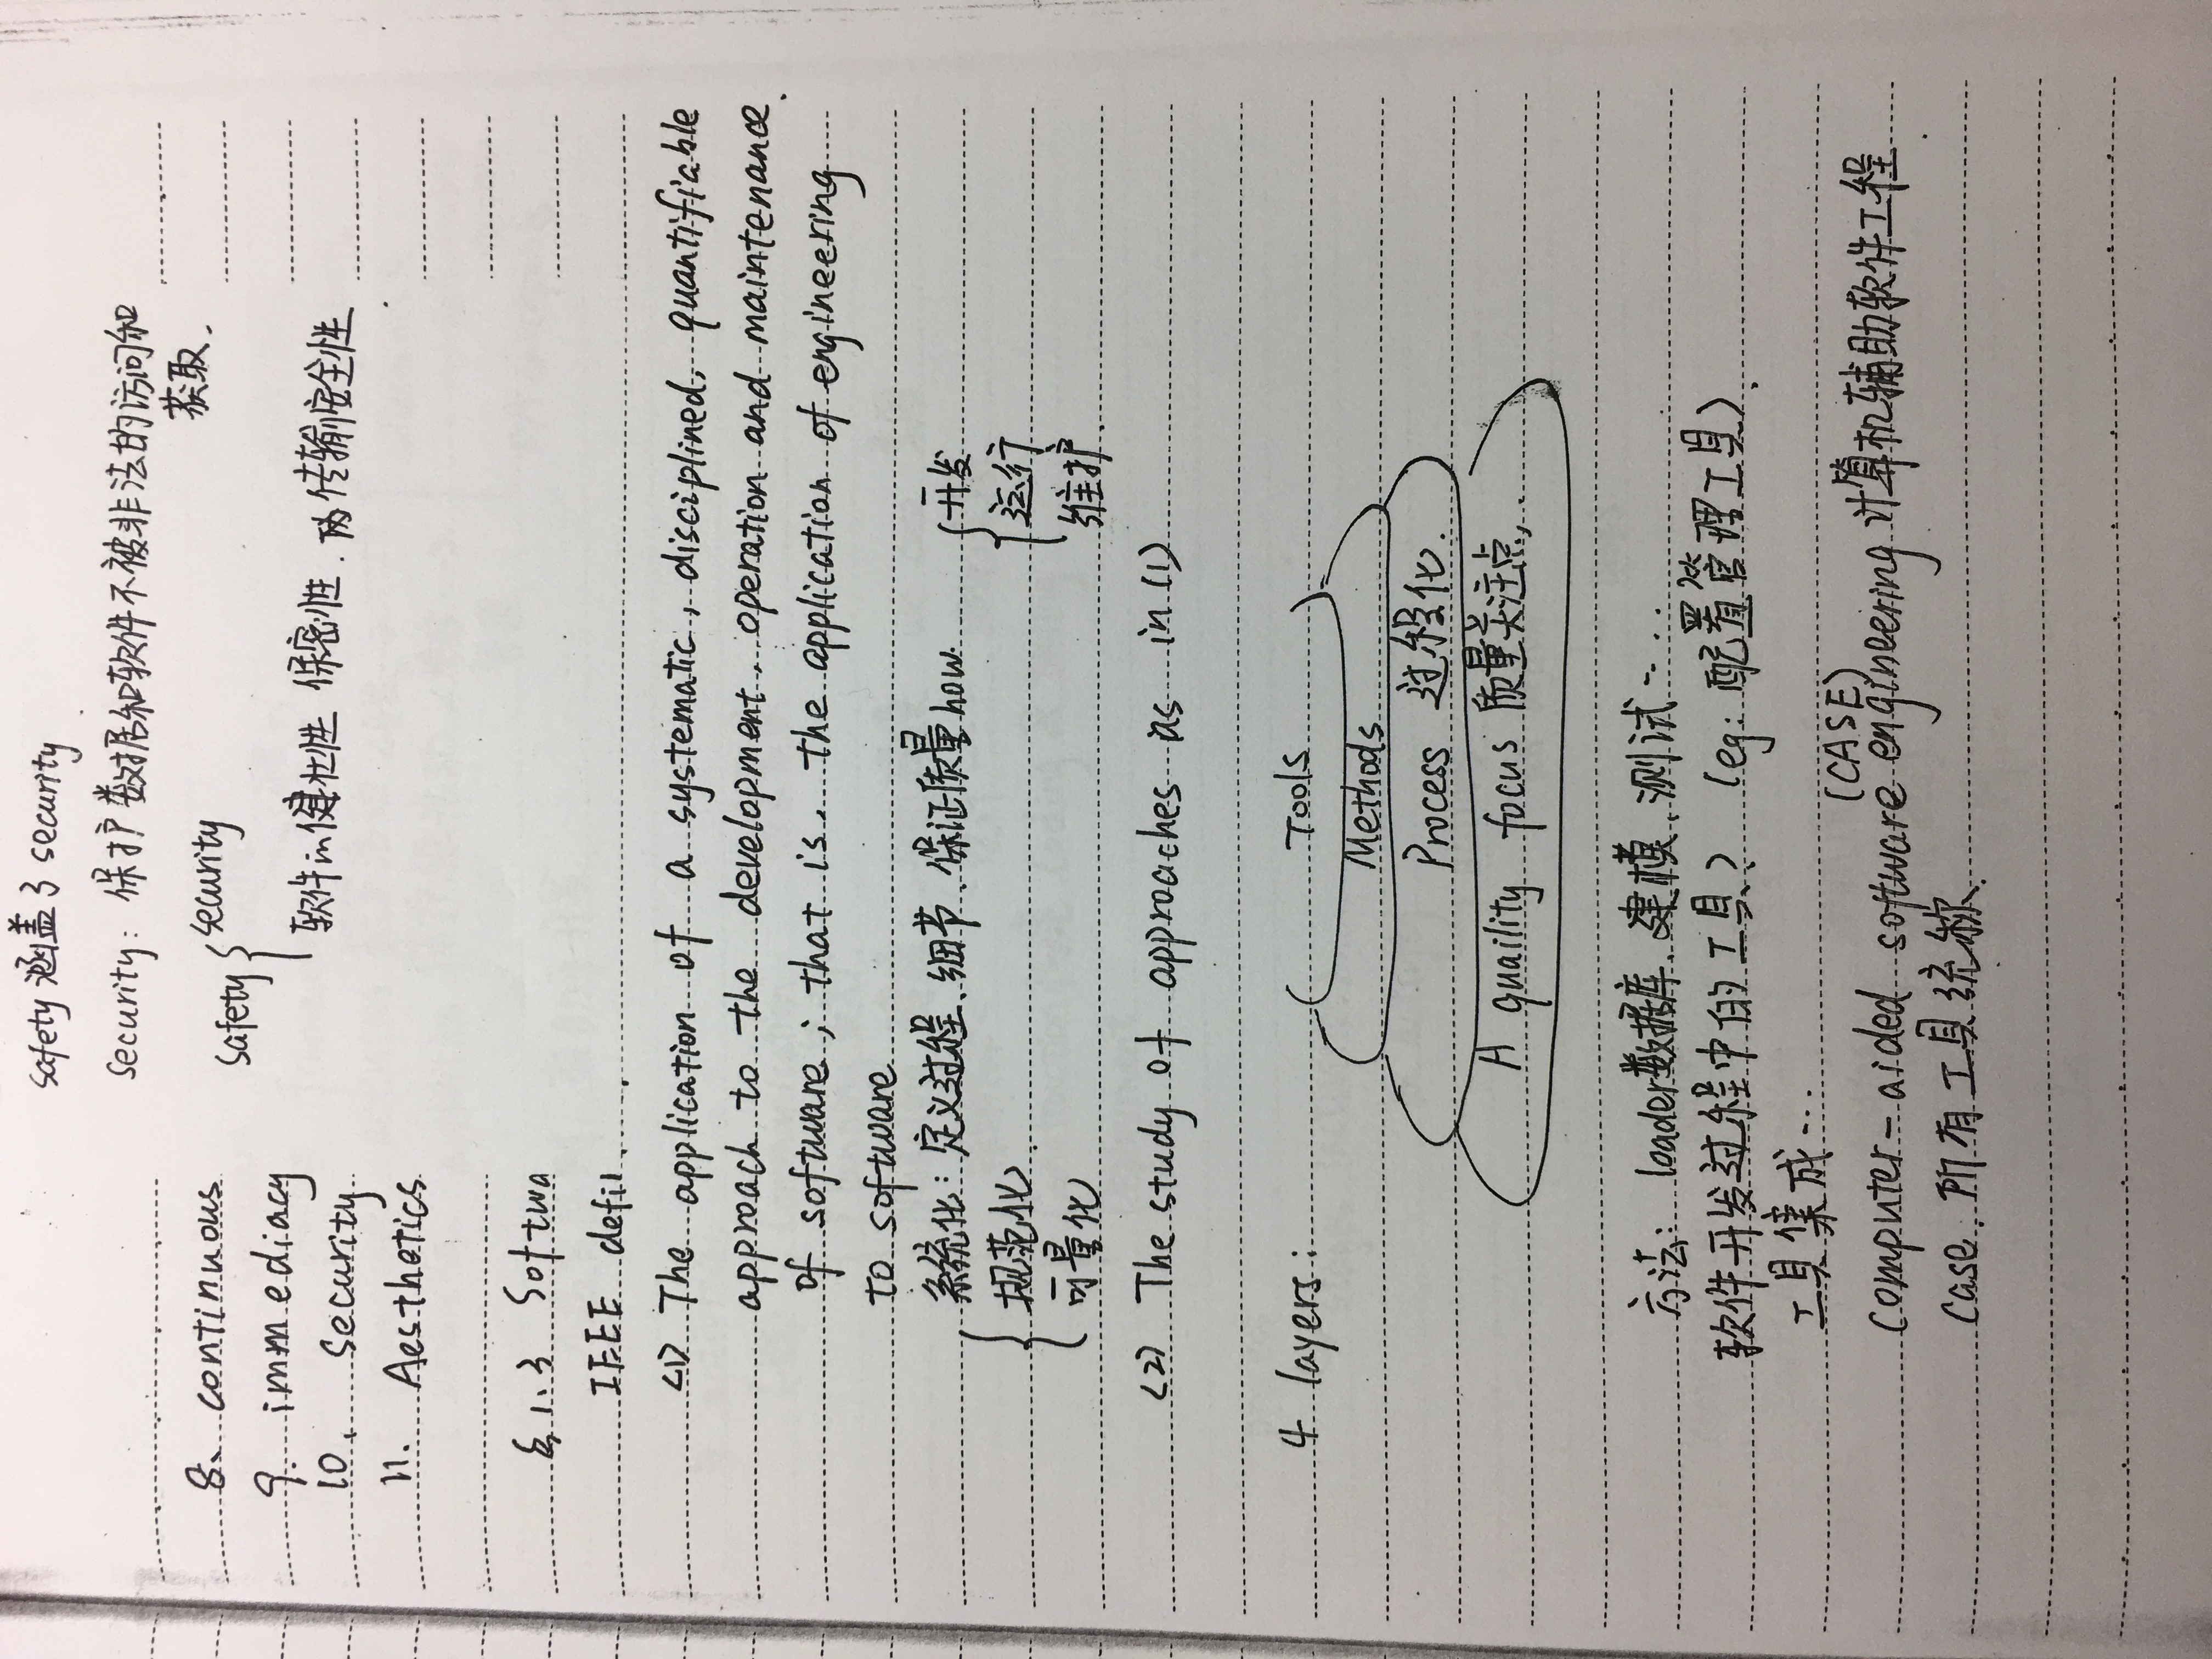 safety 涵盖了 security
security: 保护数据和软件不被非法的访问和
获取.
safety { security
软件的健壮性 保密性. 传输安全性
8、 continuous
9. immediacy
10. security
11. Aesthetics
§1.3 Softwa
IEEE defi
<1> The application of a systematic, disciplined, quantifiable
approach to the development, operation and maintenance
of software; that is, the application of engineering
to software
系统化: 定义过程、细节、保证质量how.
规范化.
可量化
{ 开发
运行
维护.
<2> The study of approaches as in (1)
4 layers:
Tools
Methods
Process 过程化.
A quaility focus 质量关注点,
方法: loader数据库、建模、测试...
软件开发过程中的工具? (eg: 配置管理工具).
工具集成...
(CASE)
Computer-aided software engineering 计算机辅助软件工程.
Case. 所有工具统称.